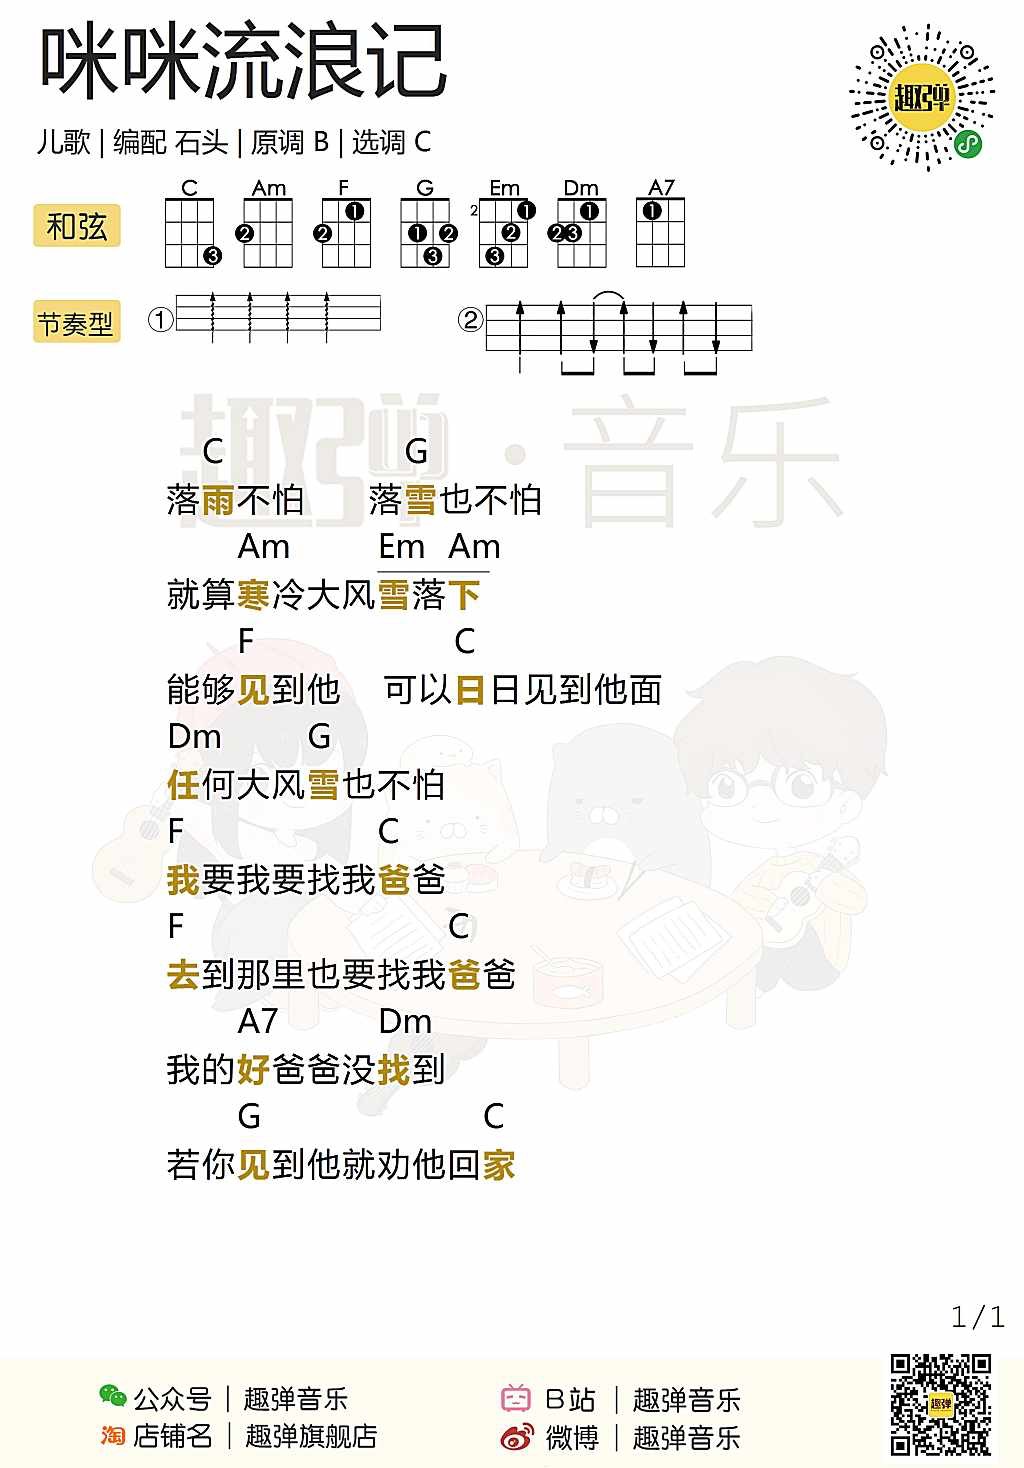 咪咪流浪记
趣弹
儿歌 | 编配 石头 | 原调 B | 选调 C
和弦
C Am F G Em Dm A7
3 2 2 1 1 2 3 2 1 2 3 1 2 3 1
节奏型 ① ②
趣弹·音乐
C G
落雨不怕 落雪也不怕
Am Em Am
就算寒冷大风雪落下
F C
能够见到他 可以日日见到他面
Dm G
任何大风雪也不怕
F C
我要我要找我爸爸
F C
去到那里也要找我爸爸
A7 Dm
我的好爸爸没找到
G C
若你见到他就劝他回家
1/1
公众号 | 趣弹音乐
B站 | 趣弹音乐
淘 店铺名 | 趣弹旗舰店
微博 | 趣弹音乐
趣弹